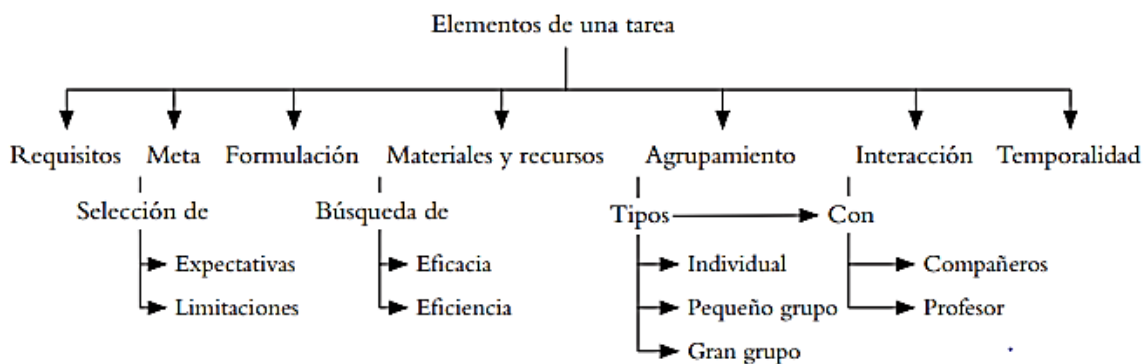 Elementos de una tarea
Requisitos Meta Formulación Materiales y recursos Agrupamiento Interacción Temporalidad
Selección de Búsqueda de Tipos Con
Expectativas Eficacia Individual Compañeros
Limitaciones Eficiencia Pequeño grupo Profesor
Gran grupo